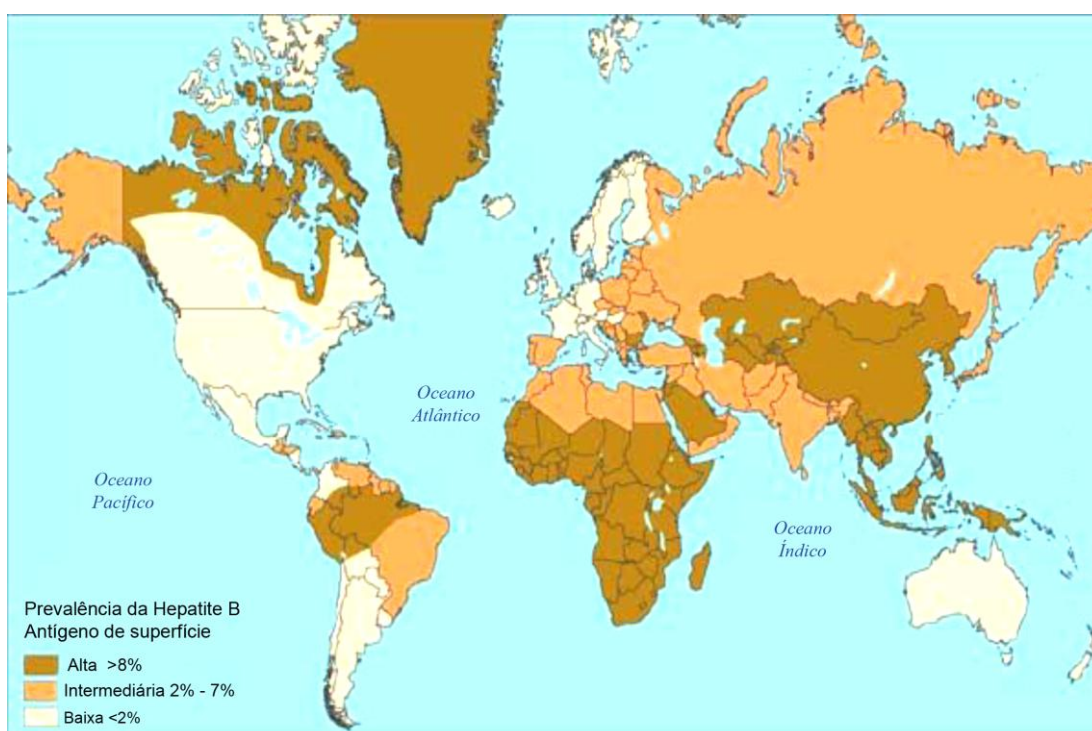 Oceano
Atlântico
Oceano
Pacífico
Oceano
Índico
Prevalência da Hepatite B
Antígeno de superfície
Alta >8%
Intermediária 2% - 7%
Baixa <2%